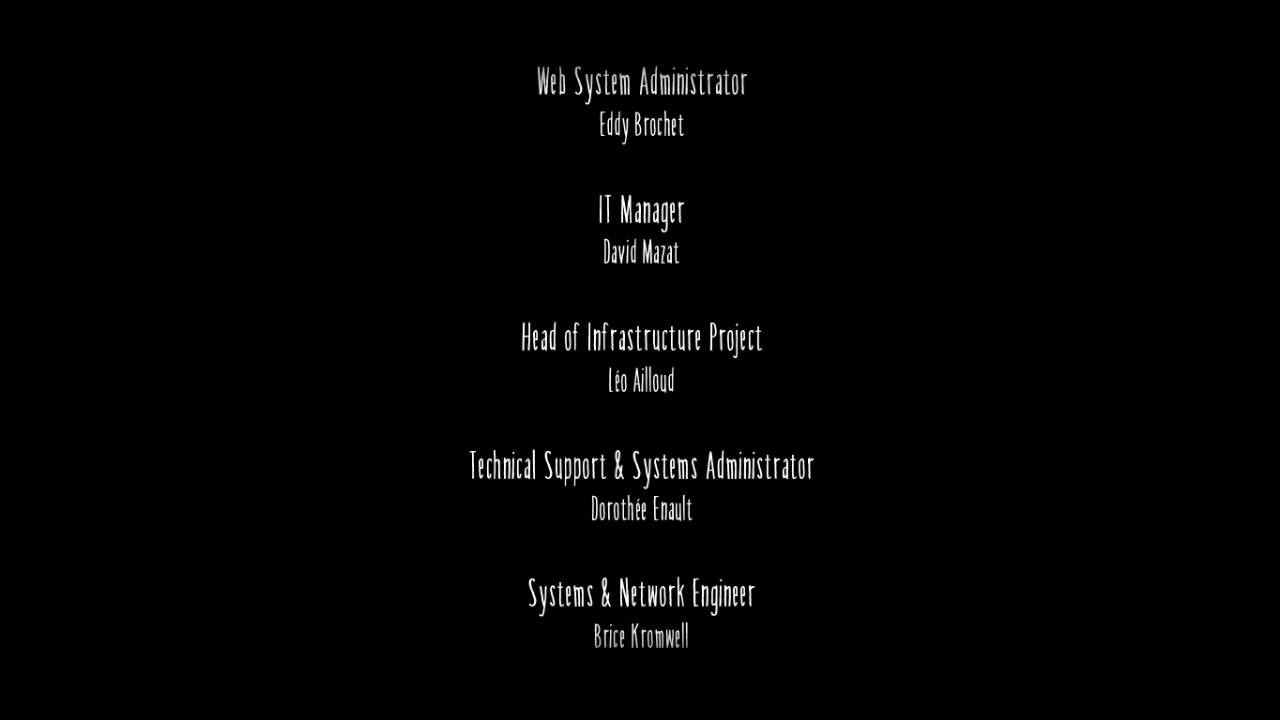 Web System Administrator
Eddy Brochet
IT Manager
David Mazat
Head of Infrastructure Project
Léo Ailloud
Technical Support & Systems Administrator
Dorothée Enault
Systems & Network Engineer
Brice Kromwell